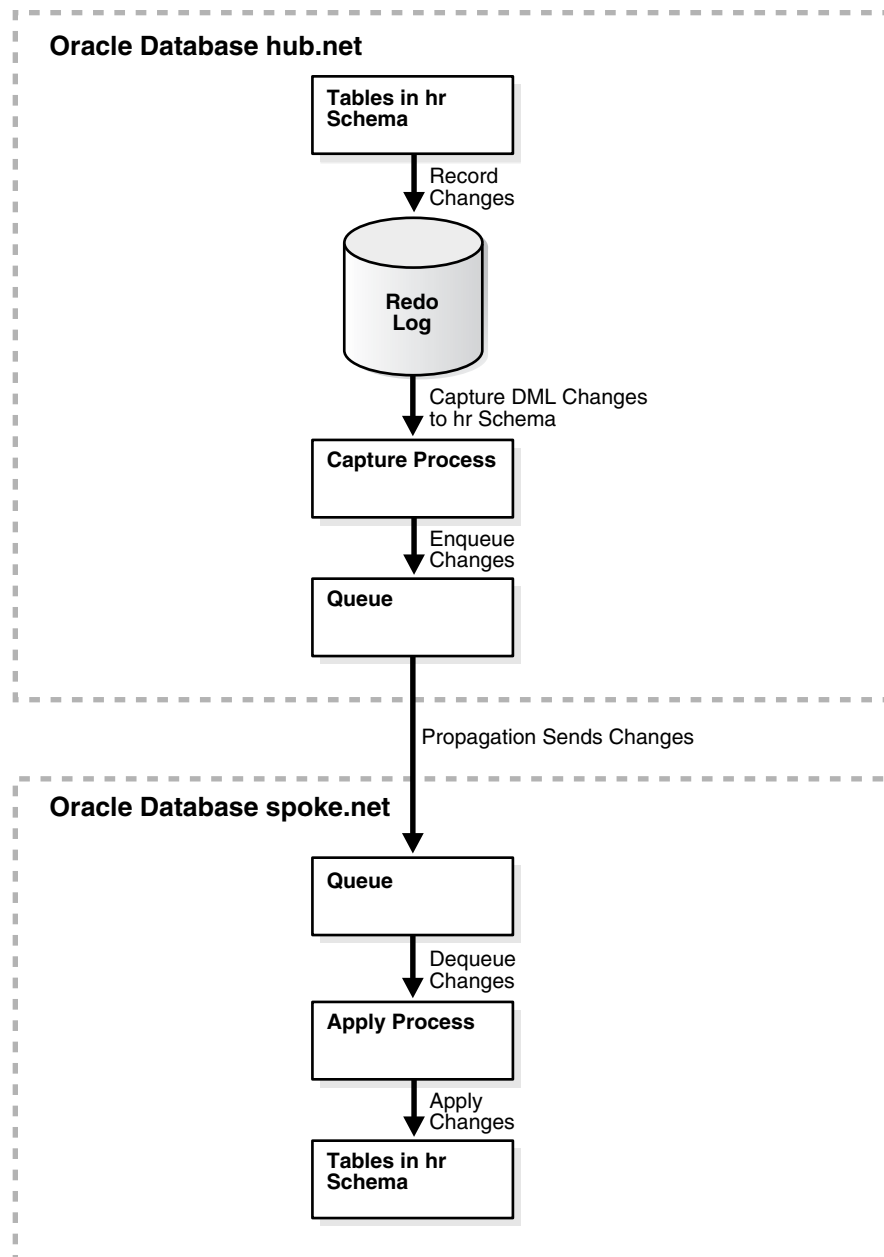 Oracle Database hub.net
Tables in hr
Schema
Record
Changes
Redo
Log
Capture DML Changes
to hr Schema
Capture Process
Enqueue
Changes
Queue
Propagation Sends Changes
Oracle Database spoke.net
Queue
Dequeue
Changes
Apply Process
Apply
Changes
Tables in hr
Schema